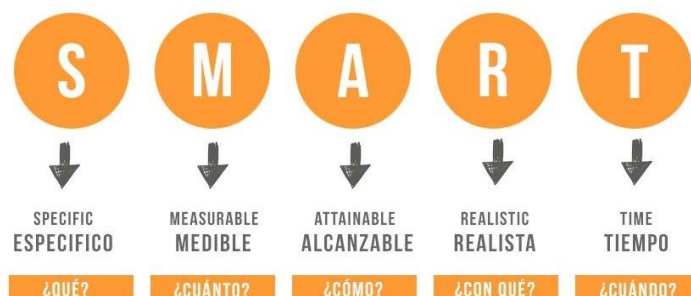 S M A R T
SPECIFIC MEASURABLE ATTAINABLE REALISTIC TIME
ESPECIFICO MEDIBLE ALCANZABLE REALISTA TIEMPO
¿QUÉ? ¿CUÁNTO? ¿CÓMO? ¿CON QUÉ? ¿CUÁNDO?